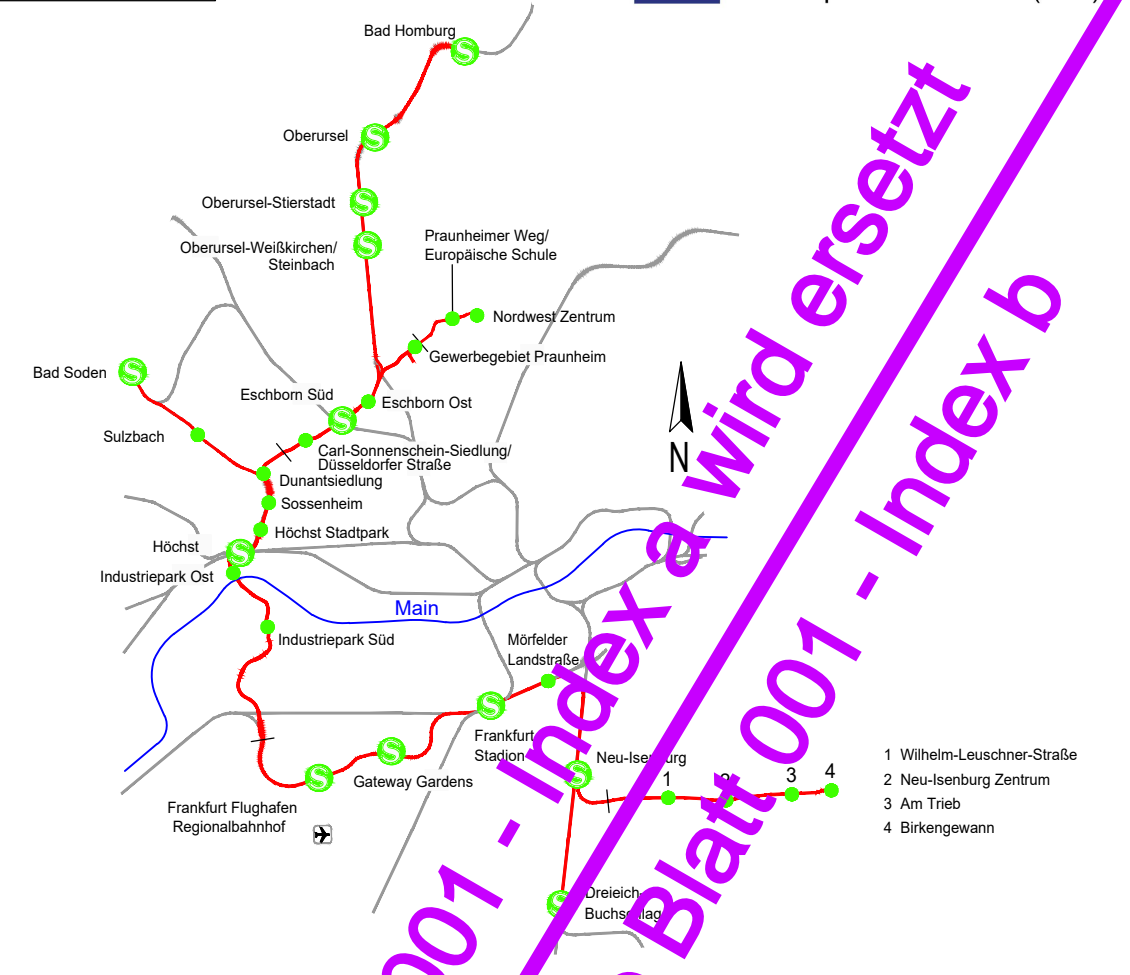 Bad Homburg
Oberursel
Oberursel-Stierstadt
Oberursel-Weißkirchen/
Steinbach
Praunheimer Weg/
Europäische Schule
Nordwest Zentrum
Gewerbegebiet Praunheim
Bad Soden
Eschborn Süd
Eschborn Ost
Sulzbach
Carl-Sonnenschein-Siedlung/
Düsseldorfer Straße
Dunantsiedlung
Sossenheim
Höchst Stadtpark
Höchst
Industriepark Ost
N
Main
Industriepark Süd
Mörfelder
Landstraße
Frankfurt
Stadion
Gateway Gardens
Frankfurt Flughafen
Regionalbahnhof
Neu-Isenburg
1
2
3
4
Dreieich-
Buchschlag
1 Wilhelm-Leuschner-Straße
2 Neu-Isenburg Zentrum
3 Am Trieb
4 Birkengewann
001 - Index a wird ersetzt
Blatt 001 - Index b